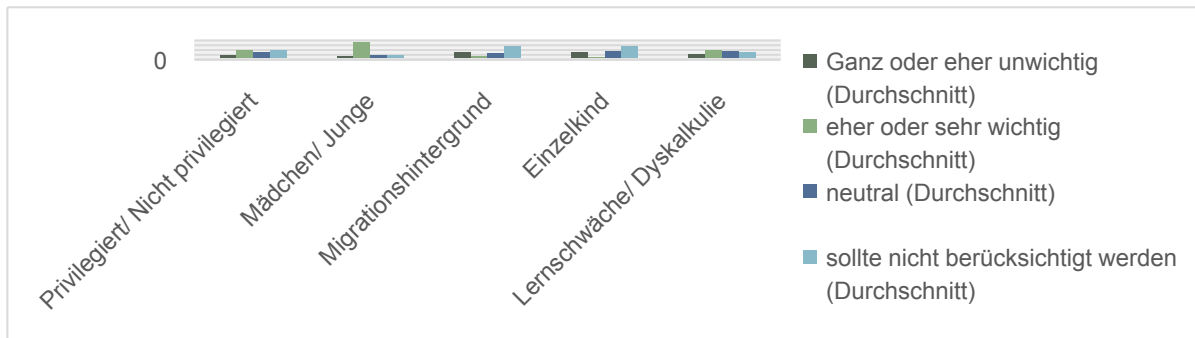 0
Privilegiert/ Nicht privilegiert
Mädchen/ Junge
Migrationshintergrund
Einzelkind
Lernschwäche/ Dyskalkulie
Ganz oder eher unwichtig
(Durchschnitt)
eher oder sehr wichtig
(Durchschnitt)
neutral (Durchschnitt)
sollte nicht berücksichtigt werden
(Durchschnitt)